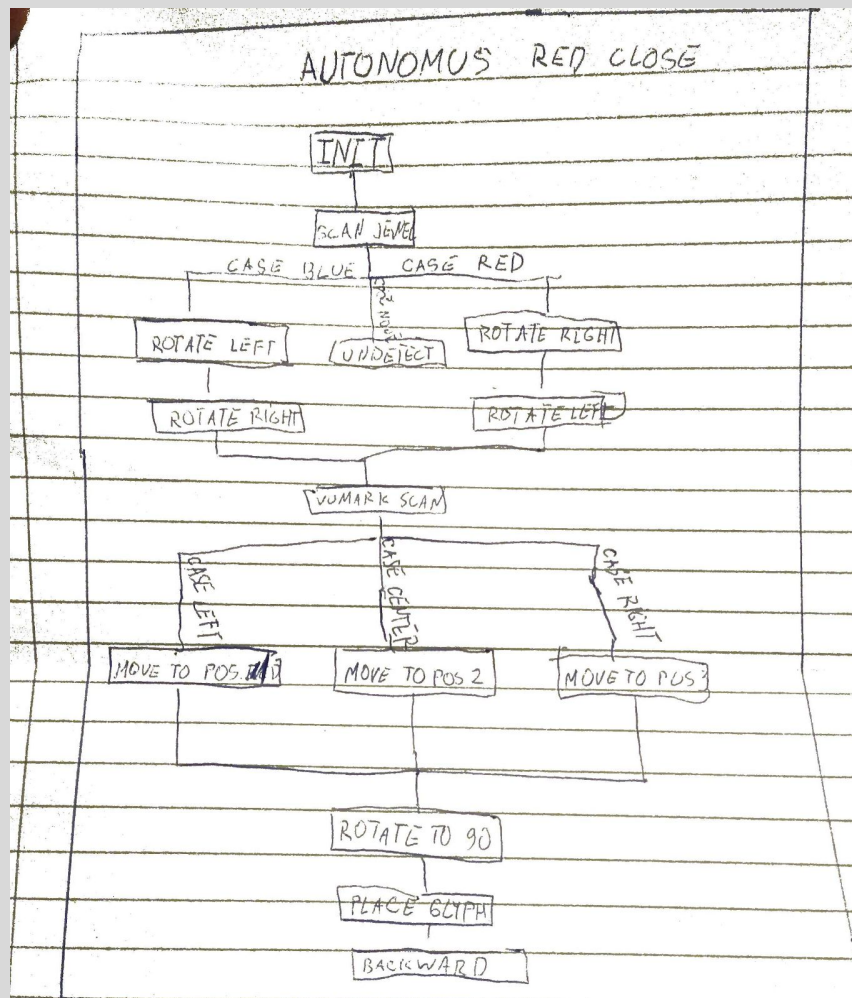 AUTONOMUS RED CLOSE
INIT
SCAN JEWEL
CASE BLUE CASE RED
ROTATE LEFT
UNDETECT
ROTATE RIGHT
ROTATE RIGHT
ROTATE LEFT
VUMARK SCAN
CASE LEFT
CASE CENTER
CASE RIGHT
MOVE TO POS.
MOVE TO POS 2
MOVE TO POS 3
ROTATE TO 90
PLACE GLYPH
BACKWARD